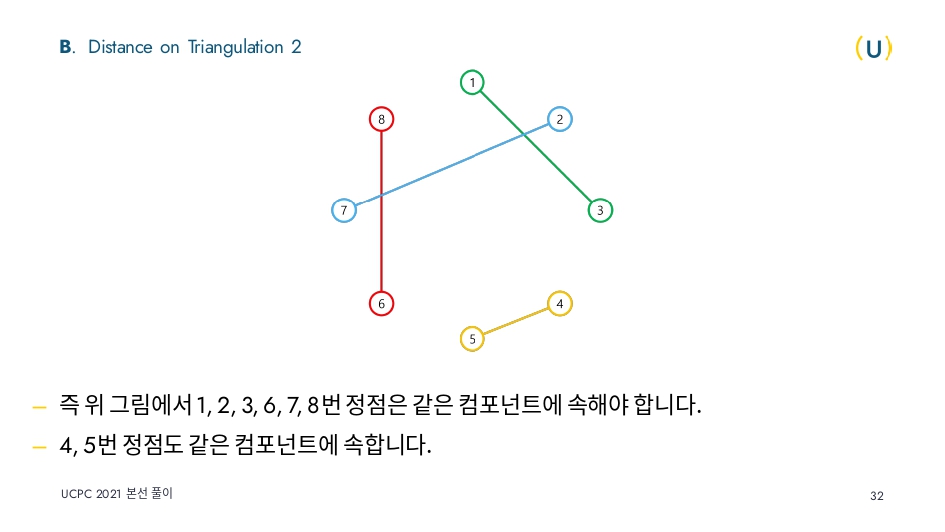 B. Distance on Triangulation 2
(U)
1
8
2
7
3
6
4
5
– 즉 위 그림에서 1, 2, 3, 6, 7, 8번 정점은 같은 컴포넌트에 속해야 합니다.
– 4, 5번 정점도 같은 컴포넌트에 속합니다.
UCPC 2021 본선 풀이
32